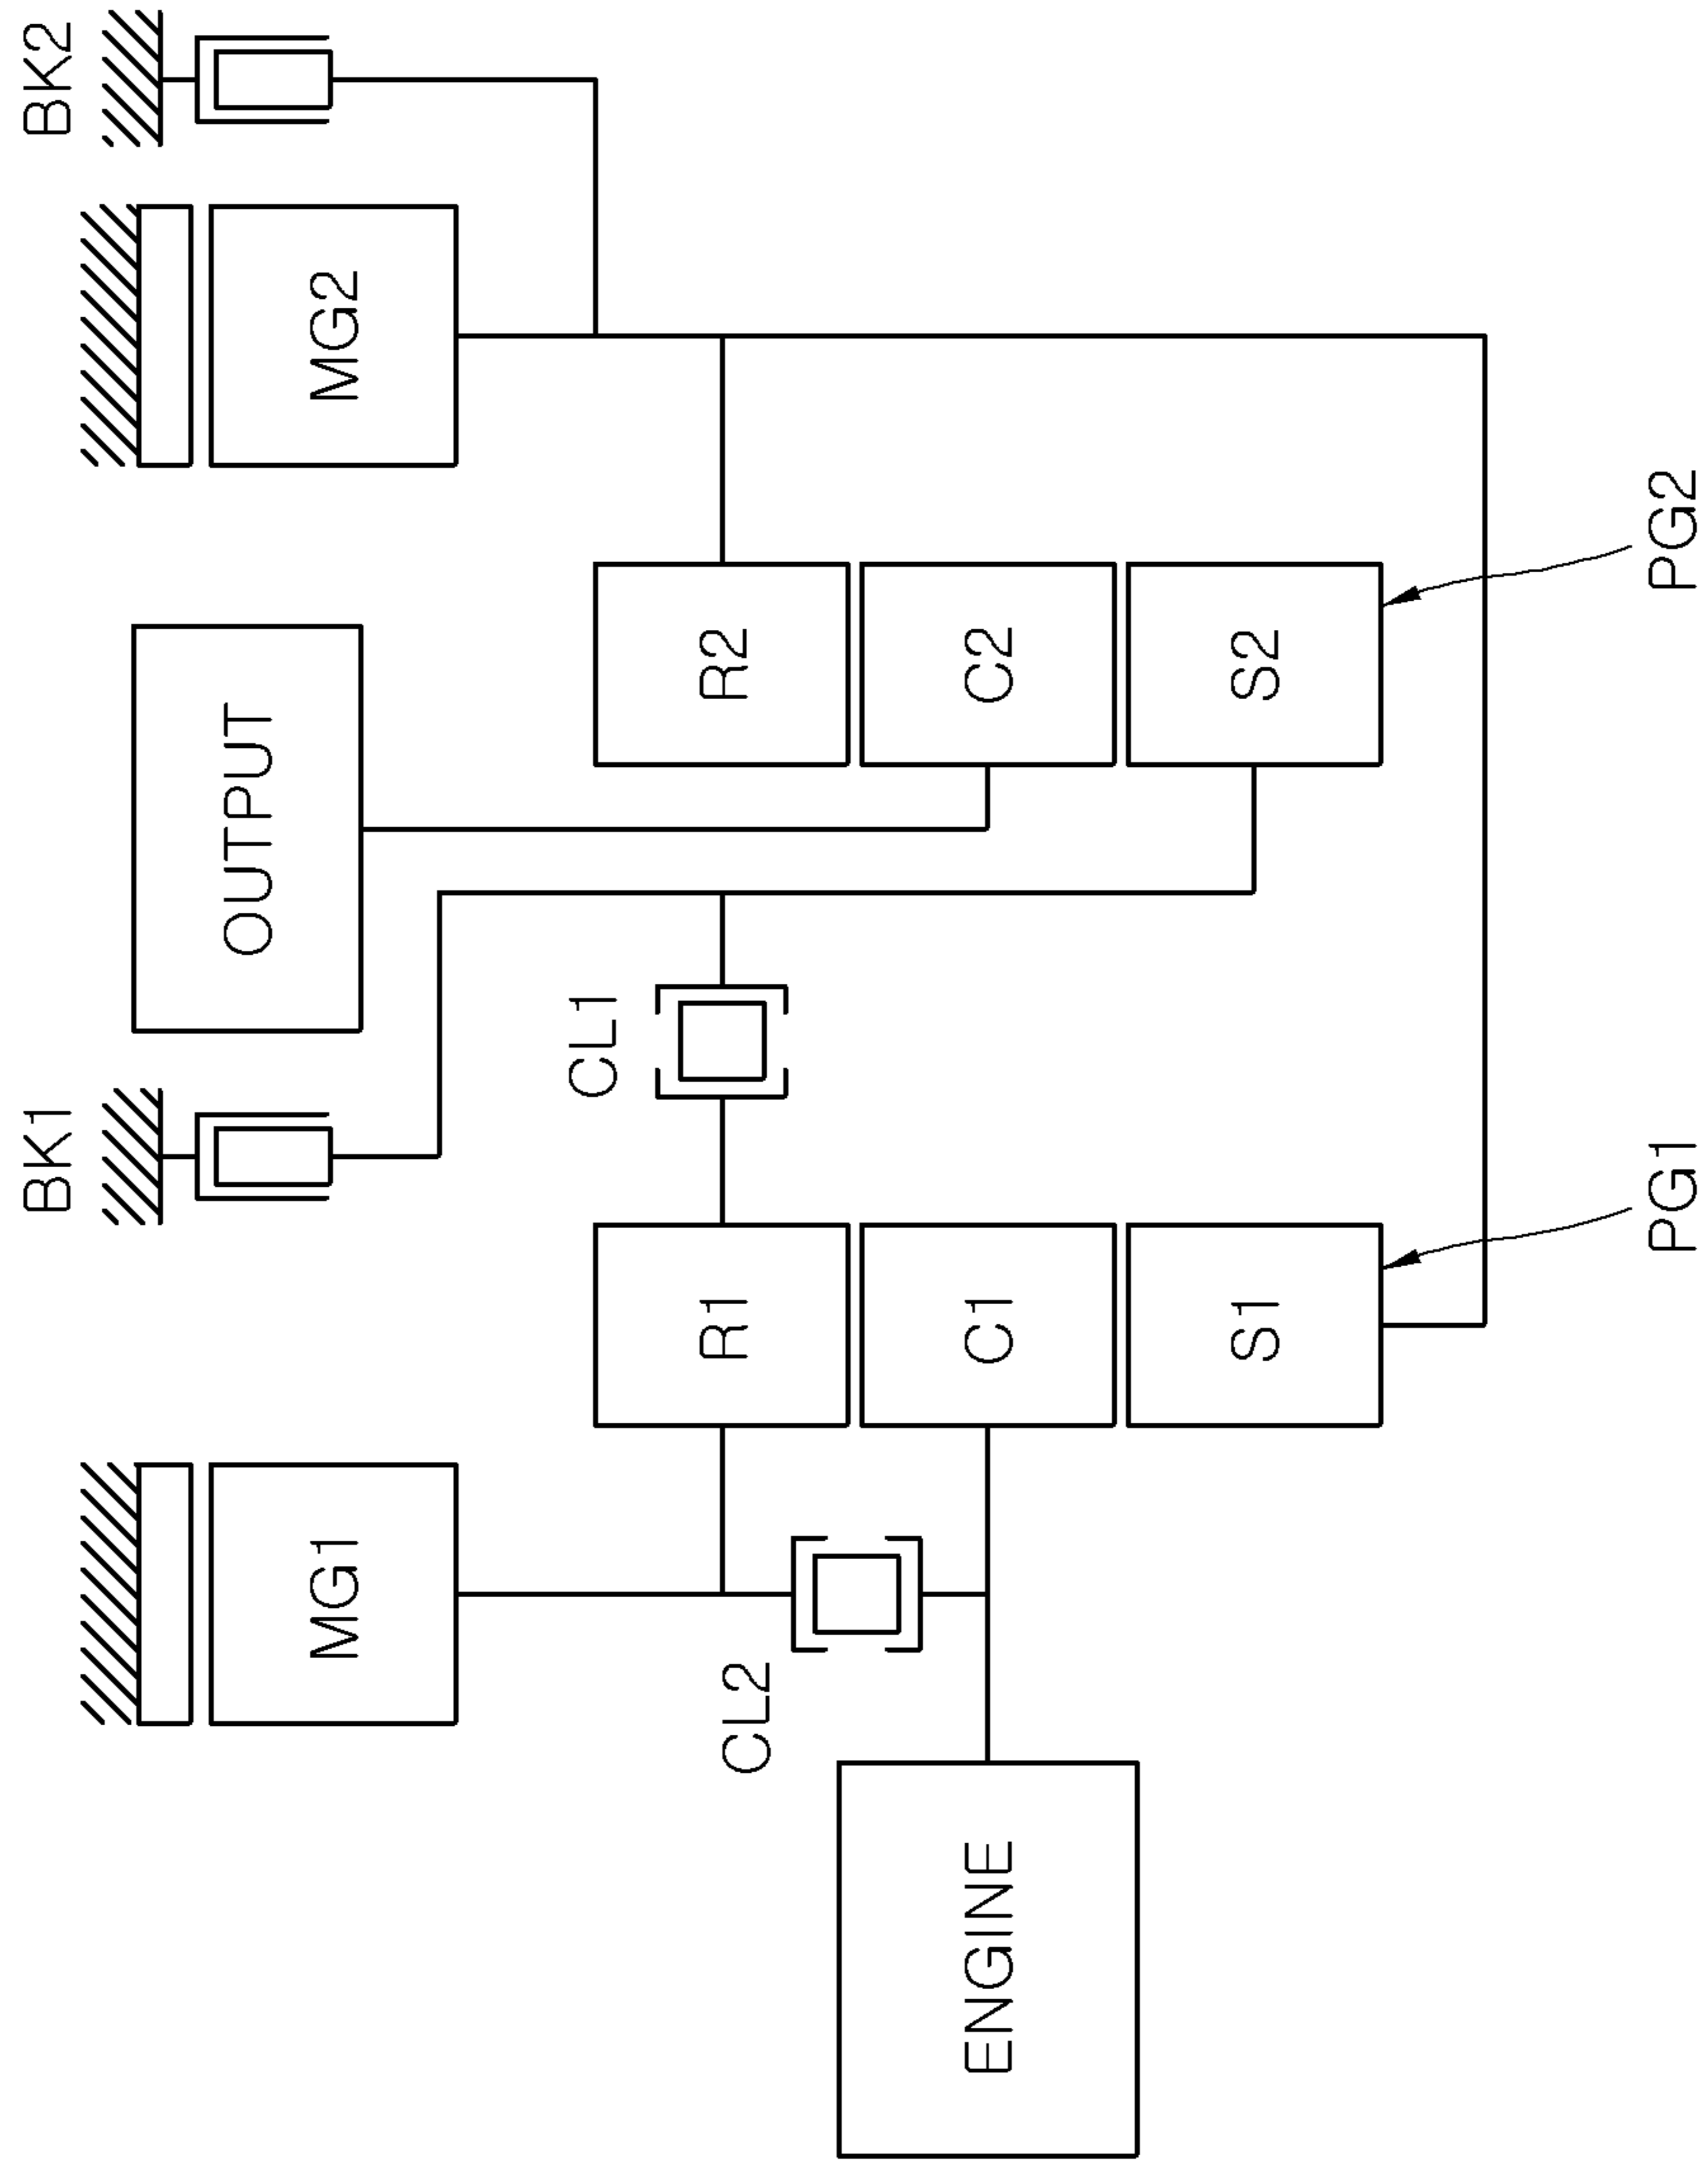 BK1
BK2
MG1
OUTPUT
MG2
CL1
CL2
R1
R2
ENGINE
C1
C2
S1
S2
PG1
PG2